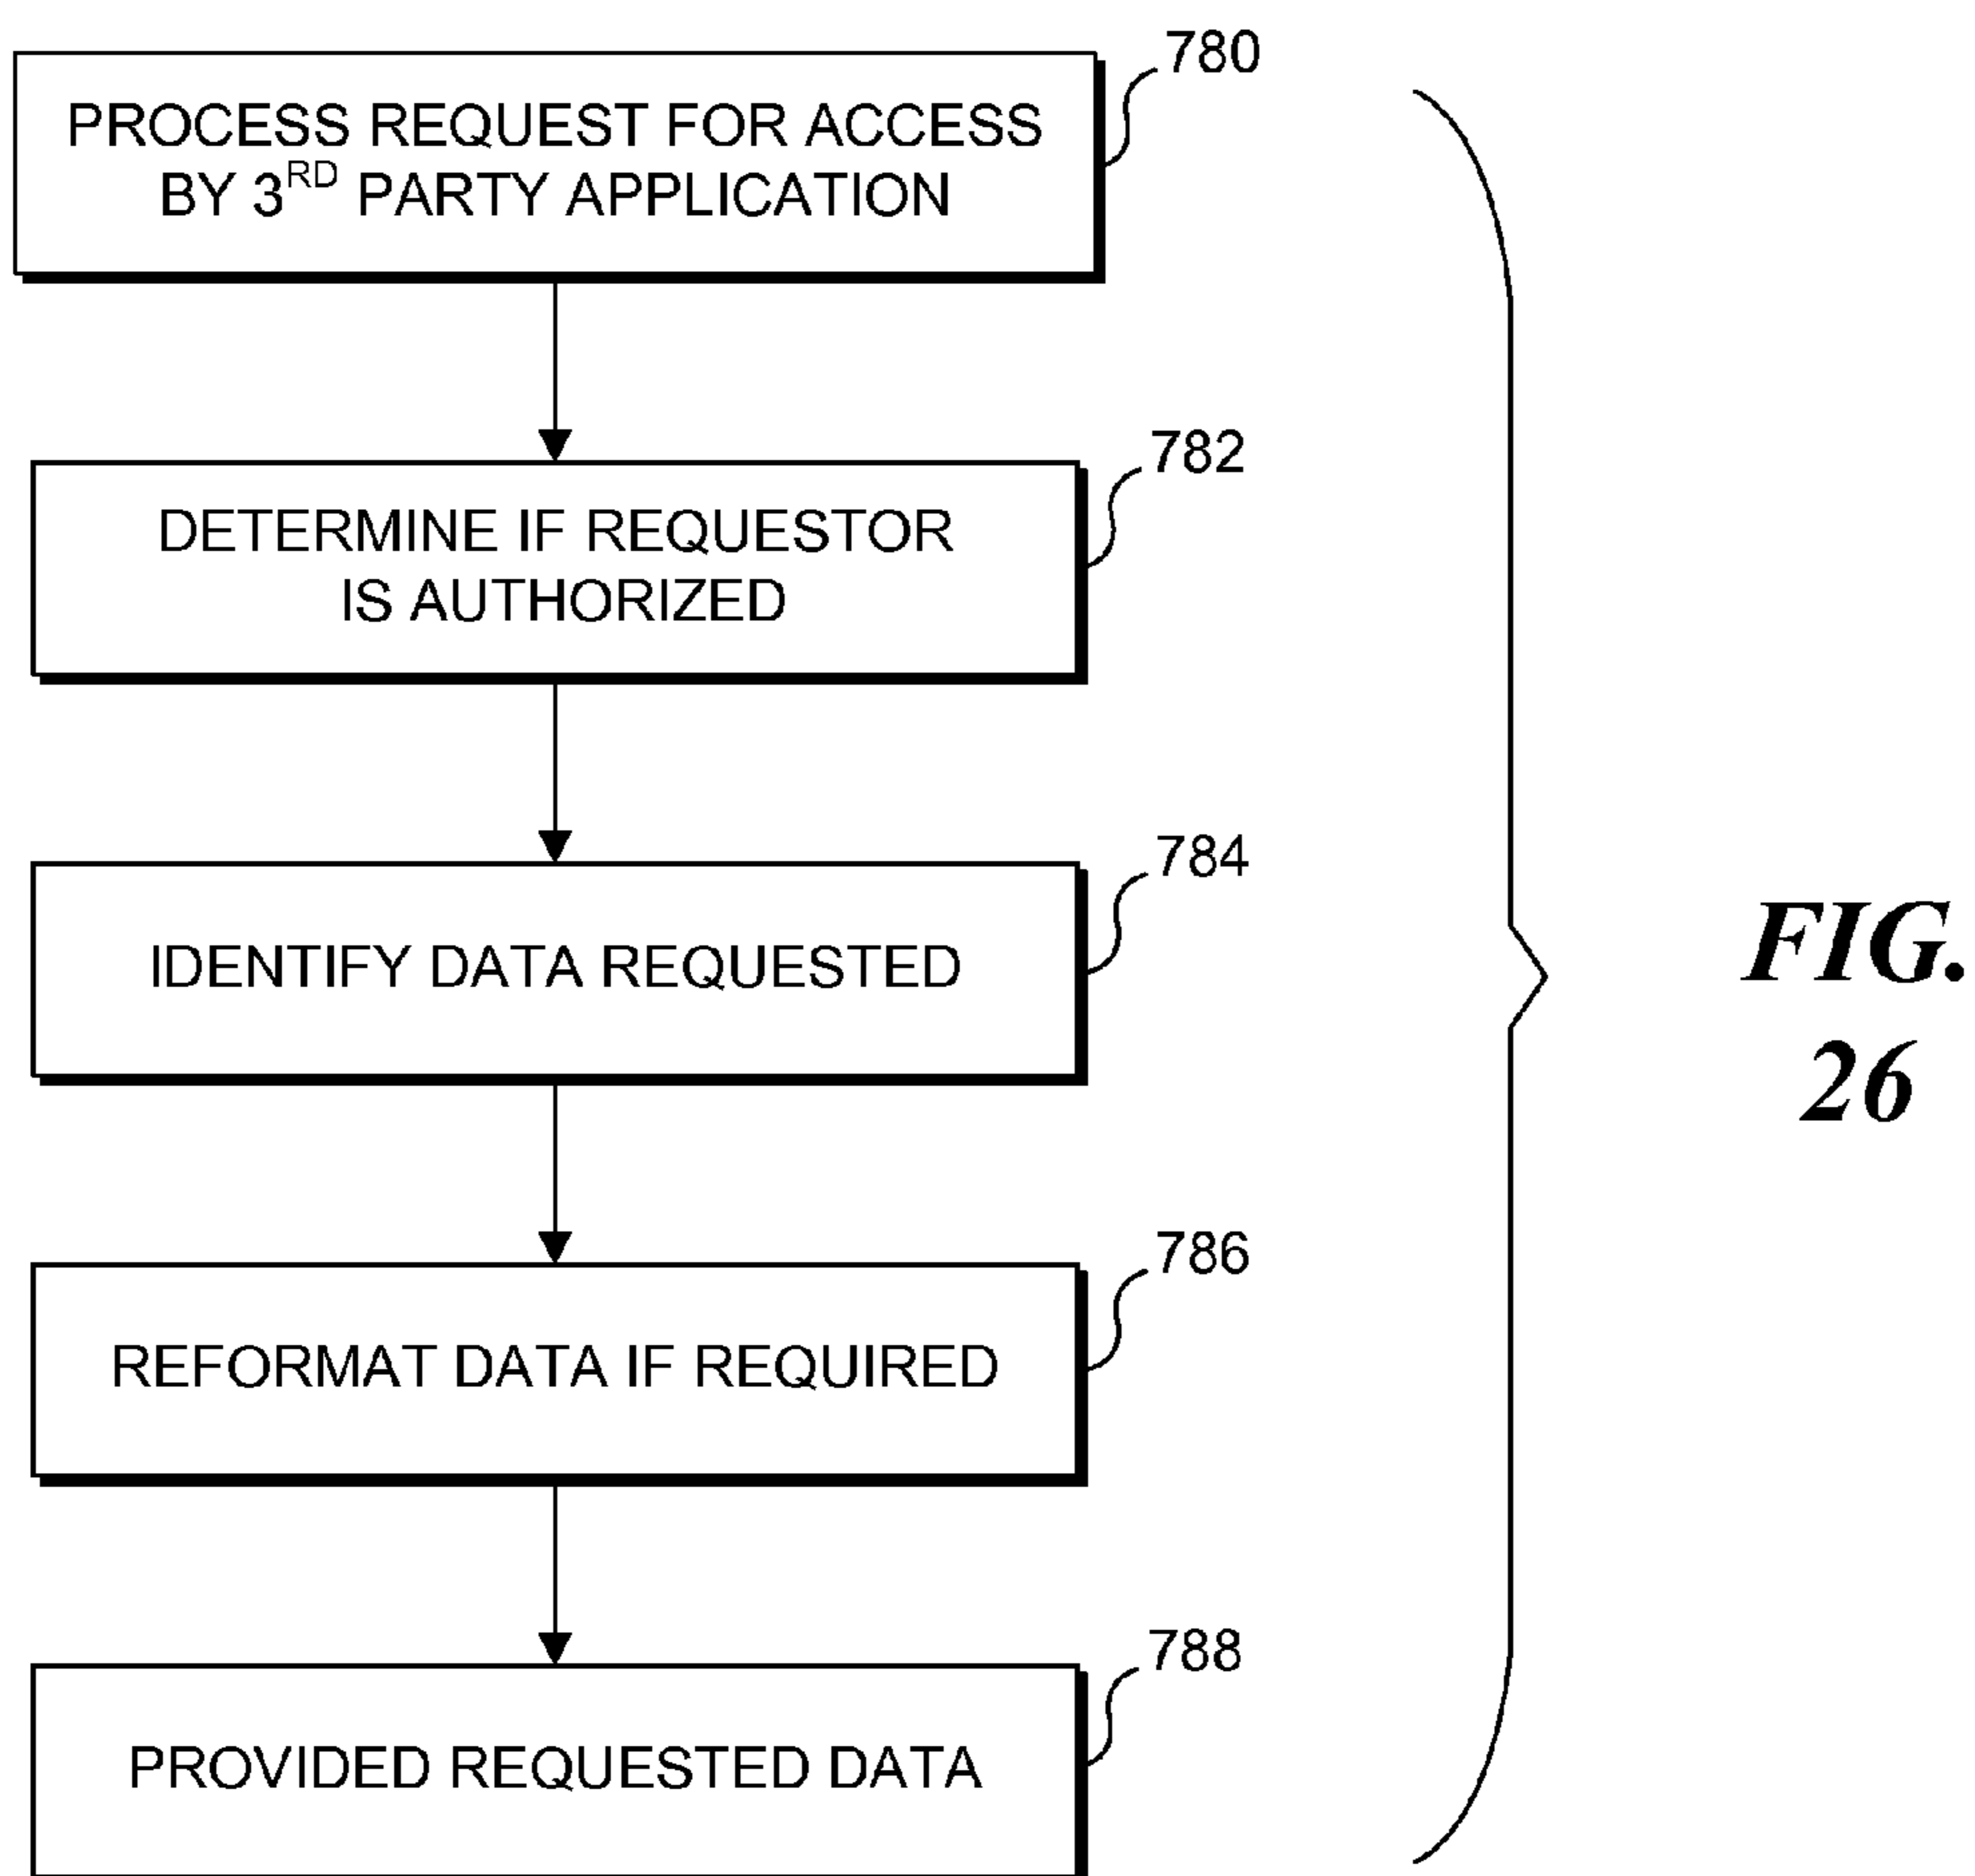 780
PROCESS REQUEST FOR ACCESS
BY 3RD PARTY APPLICATION
782
DETERMINE IF REQUESTOR
IS AUTHORIZED
784
IDENTIFY DATA REQUESTED
786
REFORMAT DATA IF REQUIRED
788
PROVIDED REQUESTED DATA
FIG.
26